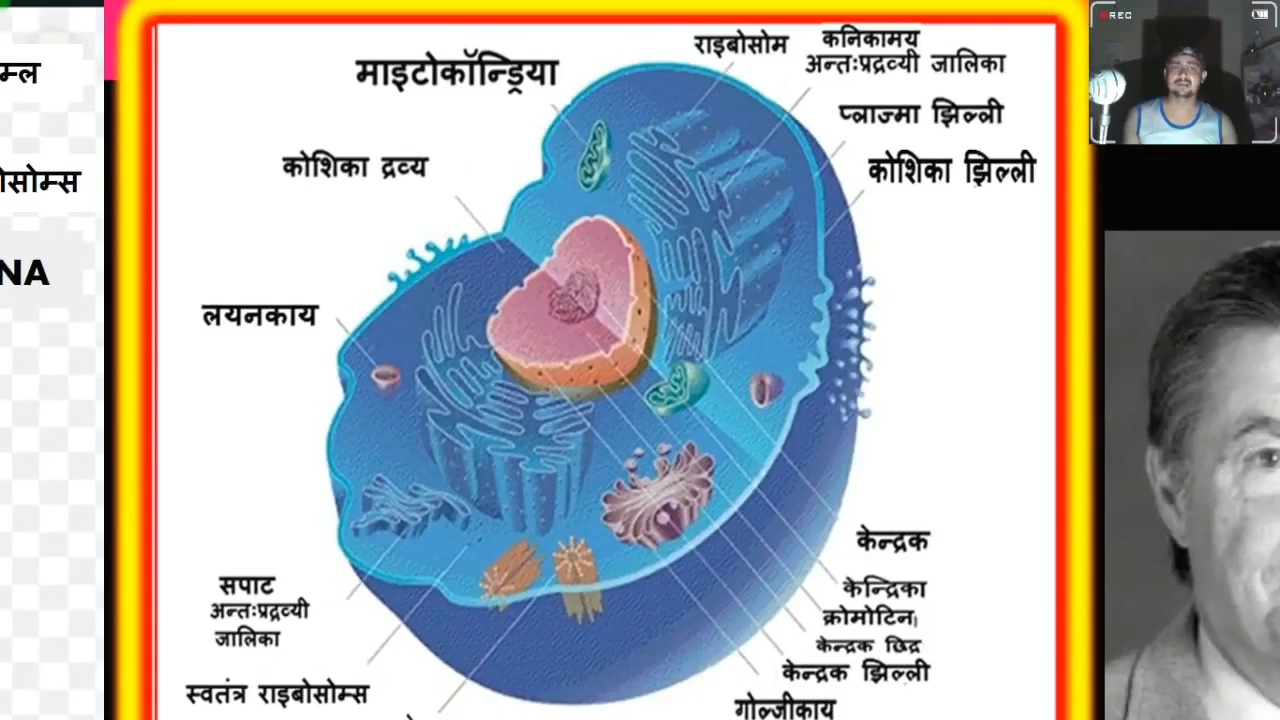 म्ल
ोसोम्स
NA
माइटोकॉन्ड्रिया
राइबोसोम
कनिकामय
अन्तःप्रद्रव्यी जालिका
प्लाज्मा झिल्ली
कोशिका झिल्ली
कोशिका द्रव्य
लयनकाय
सपाट
अन्तःप्रद्रव्यी
जालिका
स्वतंत्र राइबोसोम्स
केन्द्रक
केन्द्रिका
क्रोमोटिन
केन्द्रक छिद्र
केन्द्रक झिल्ली
गोल्जीकाय
REC